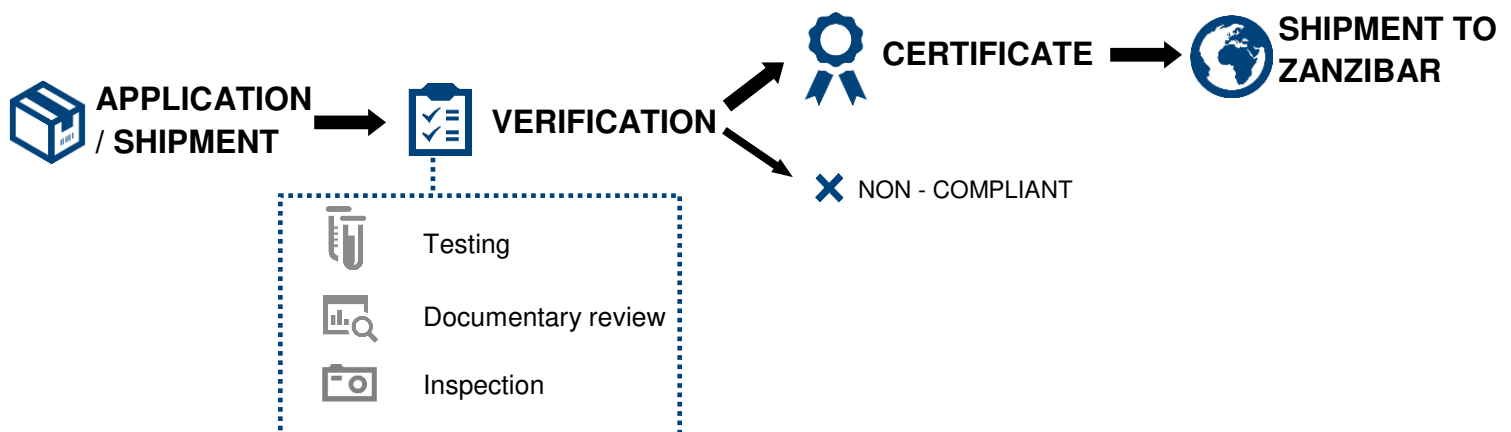 APPLICATION
/ SHIPMENT
VERIFICATION
CERTIFICATE
SHIPMENT TO
ZANZIBAR
NON - COMPLIANT
Testing
Documentary review
Inspection